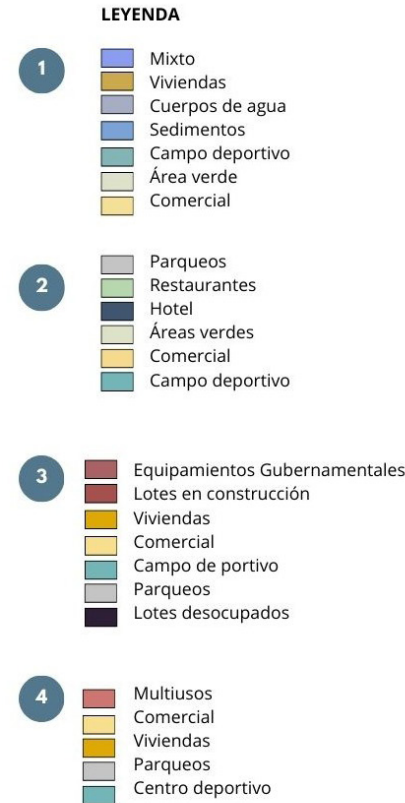 LEYENDA
1
Mixto
Viviendas
Cuerpos de agua
Sedimentos
Campo deportivo
Área verde
Comercial
2
Parqueos
Restaurantes
Hotel
Áreas verdes
Comercial
Campo deportivo
3
Equipamientos Gubernamentales
Lotes en construcción
Viviendas
Comercial
Campo de portivo
Parqueos
Lotes desocupados
4
Multiusos
Comercial
Viviendas
Parqueos
Centro deportivo